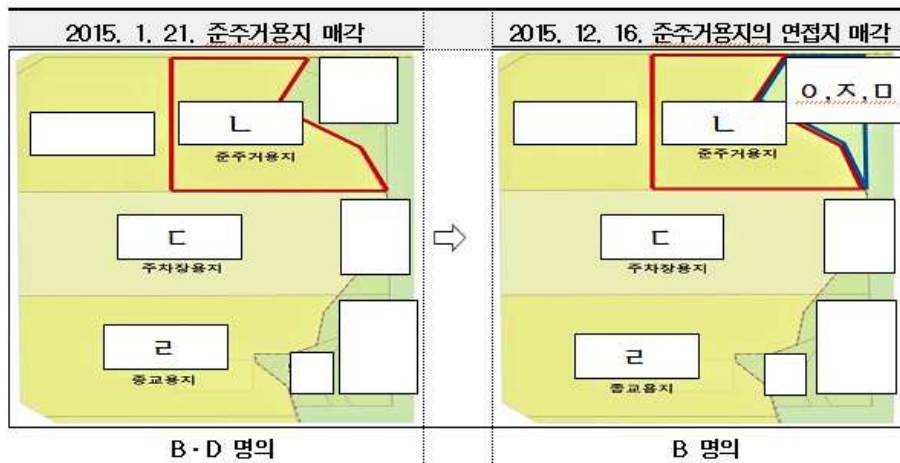 2015. 1. 21. 준주거용지 매각
2015. 12. 16. 준주거용지의 연접지 매각
ㄴ
준주거용지
ㄷ
주차장용지
ㄹ
종교용지
ㅇ,ㅈ,ㅁ
ㄴ
준주거용지
ㄷ
주차장용지
ㄹ
종교용지
B·D 명의
B 명의